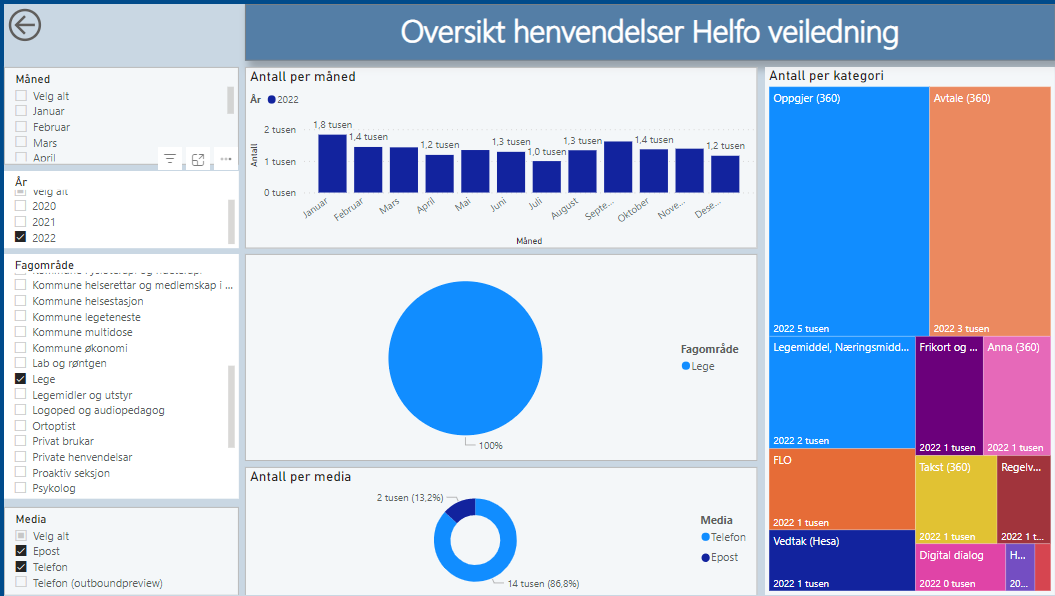 Oversikt henvendelser Helfo veiledning
Måned
Velg alt
Januar
Februar
Mars
April
År
Velg alt
2020
2021
2022
Fagområde
Kommune helserettar og medlemskap i ...
Kommune helsestasjon
Kommune legeteneste
Kommune multidose
Kommune økonomi
Lab og røntgen
Lege
Legemidler og utstyr
Logoped og audiopedagog
Ortoptist
Privat brukar
Private henvendelsar
Proaktiv seksjon
Psykolog
Media
Velg alt
Epost
Telefon
Telefon (outboundpreview)
Antall per måned
År 2022
Antall
2 tusen
1 tusen
0 tusen
1,8 tusen
1,4 tusen
1,2 tusen
1,3 tusen
1,0 tusen
1,3 tusen
1,4 tusen
1,2 tusen
Januar
Februar
Mars
April
Mai
Juni
Juli
August
Septe...
Oktober
Nove...
Dese...
Måned
Fagområde
Lege
100%
Antall per media
2 tusen (13,2%)
14 tusen (86,8%)
Media
Telefon
Epost
Antall per kategori
Oppgjer (360)
2022 5 tusen
Avtale (360)
2022 3 tusen
Legemiddel, Næringsmidd...
2022 2 tusen
Frikort og ...
2022 1 tusen
Anna (360)
2022 1 tusen
FLO
2022 1 tusen
Takst (360)
2022 1 tusen
Regelv...
2022 1 t...
Vedtak (Hesa)
2022 1 tusen
Digital dialog
2022 0 tusen
H...
20...